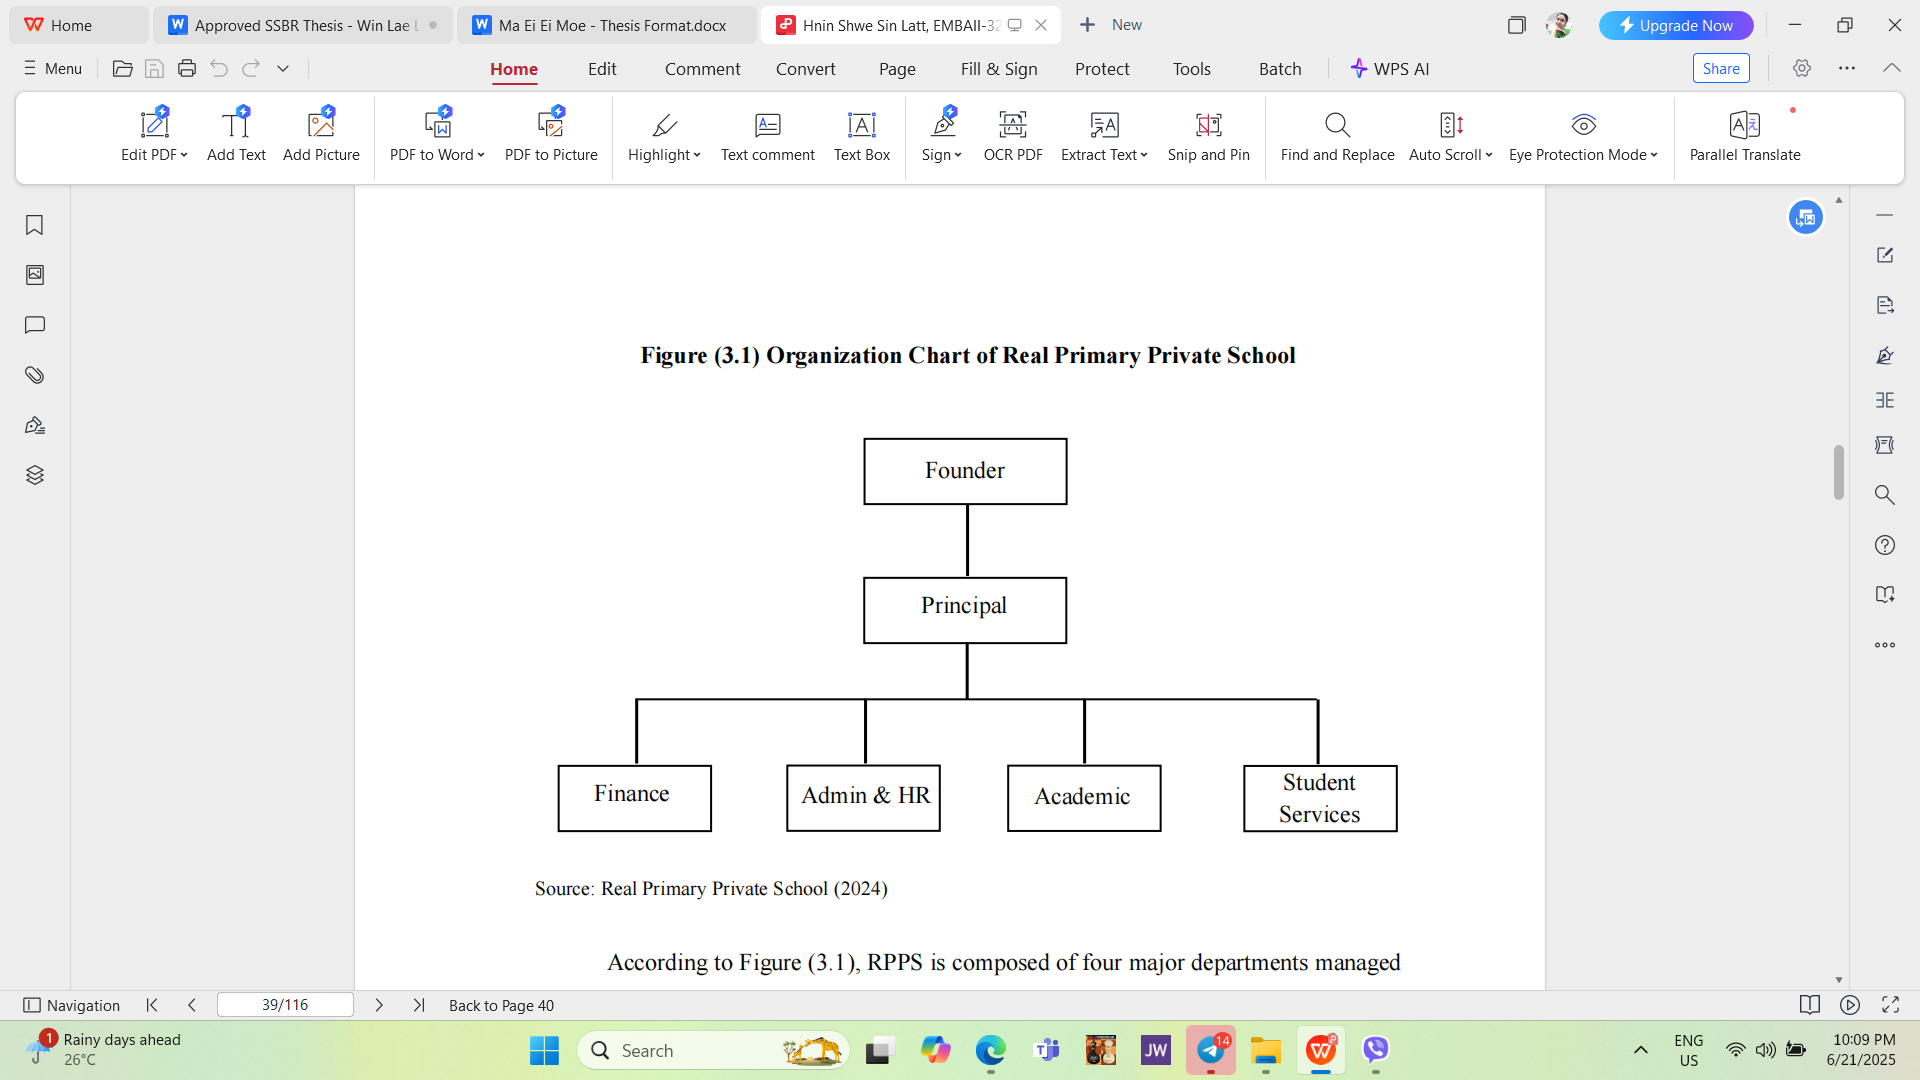 Home
Approved SSBR Thesis - Win Lae
Ma Ei Ei Moe - Thesis Format.docx
Hnin Shwe Sin Latt, EMBAII-32
New
Upgrade Now
Menu
Home
Edit
Comment
Convert
Page
Fill & Sign
Protect
Tools
Batch
WPS AI
Share
Edit PDF
Add Text
Add Picture
PDF to Word
PDF to Picture
Highlight
Text comment
Text Box
Sign
OCR PDF
Extract Text
Snip and Pin
Find and Replace
Auto Scroll
Eye Protection Mode
Parallel Translate
Figure (3.1) Organization Chart of Real Primary Private School
Founder
Principal
Finance
Admin & HR
Academic
Student
Services
Source: Real Primary Private School (2024)
According to Figure (3.1), RPPS is composed of four major departments managed
Navigation
39/116
Back to Page 40
1
Rainy days ahead
26°C
Search
JW
14
ENG
US
10:09 PM
6/21/2025